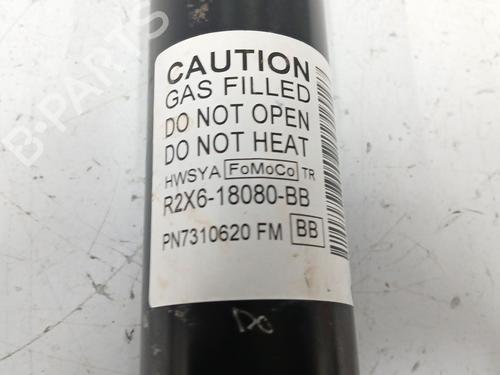 CAUTION
GAS FILLED
DO NOT OPEN
DO NOT HEAT
HWSYA FoMoCo TR
R2X6-18080-BB
PN7310620 FM BB
B-PARTS